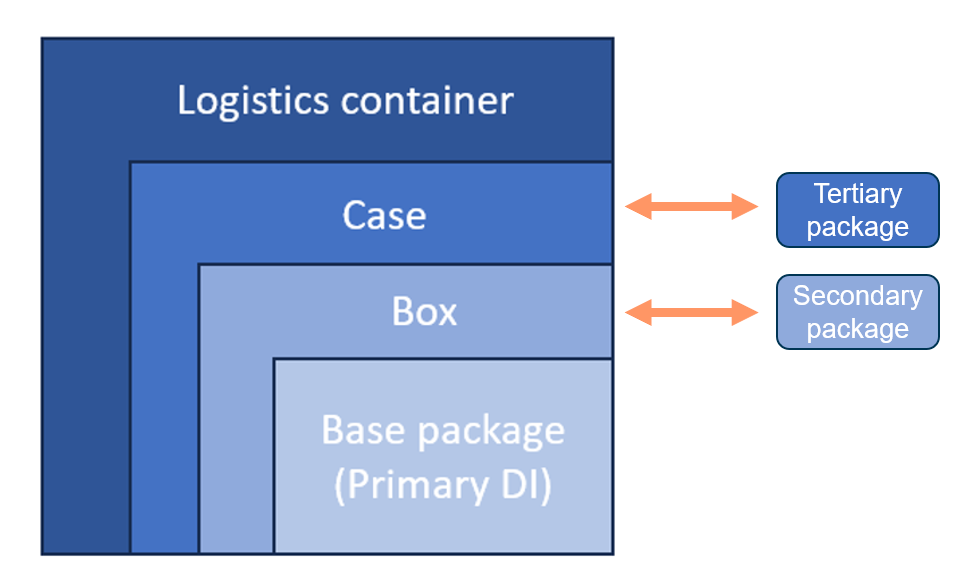 Logistics container
Case
Tertiary
package
Box
Secondary
package
Base package
(Primary DI)